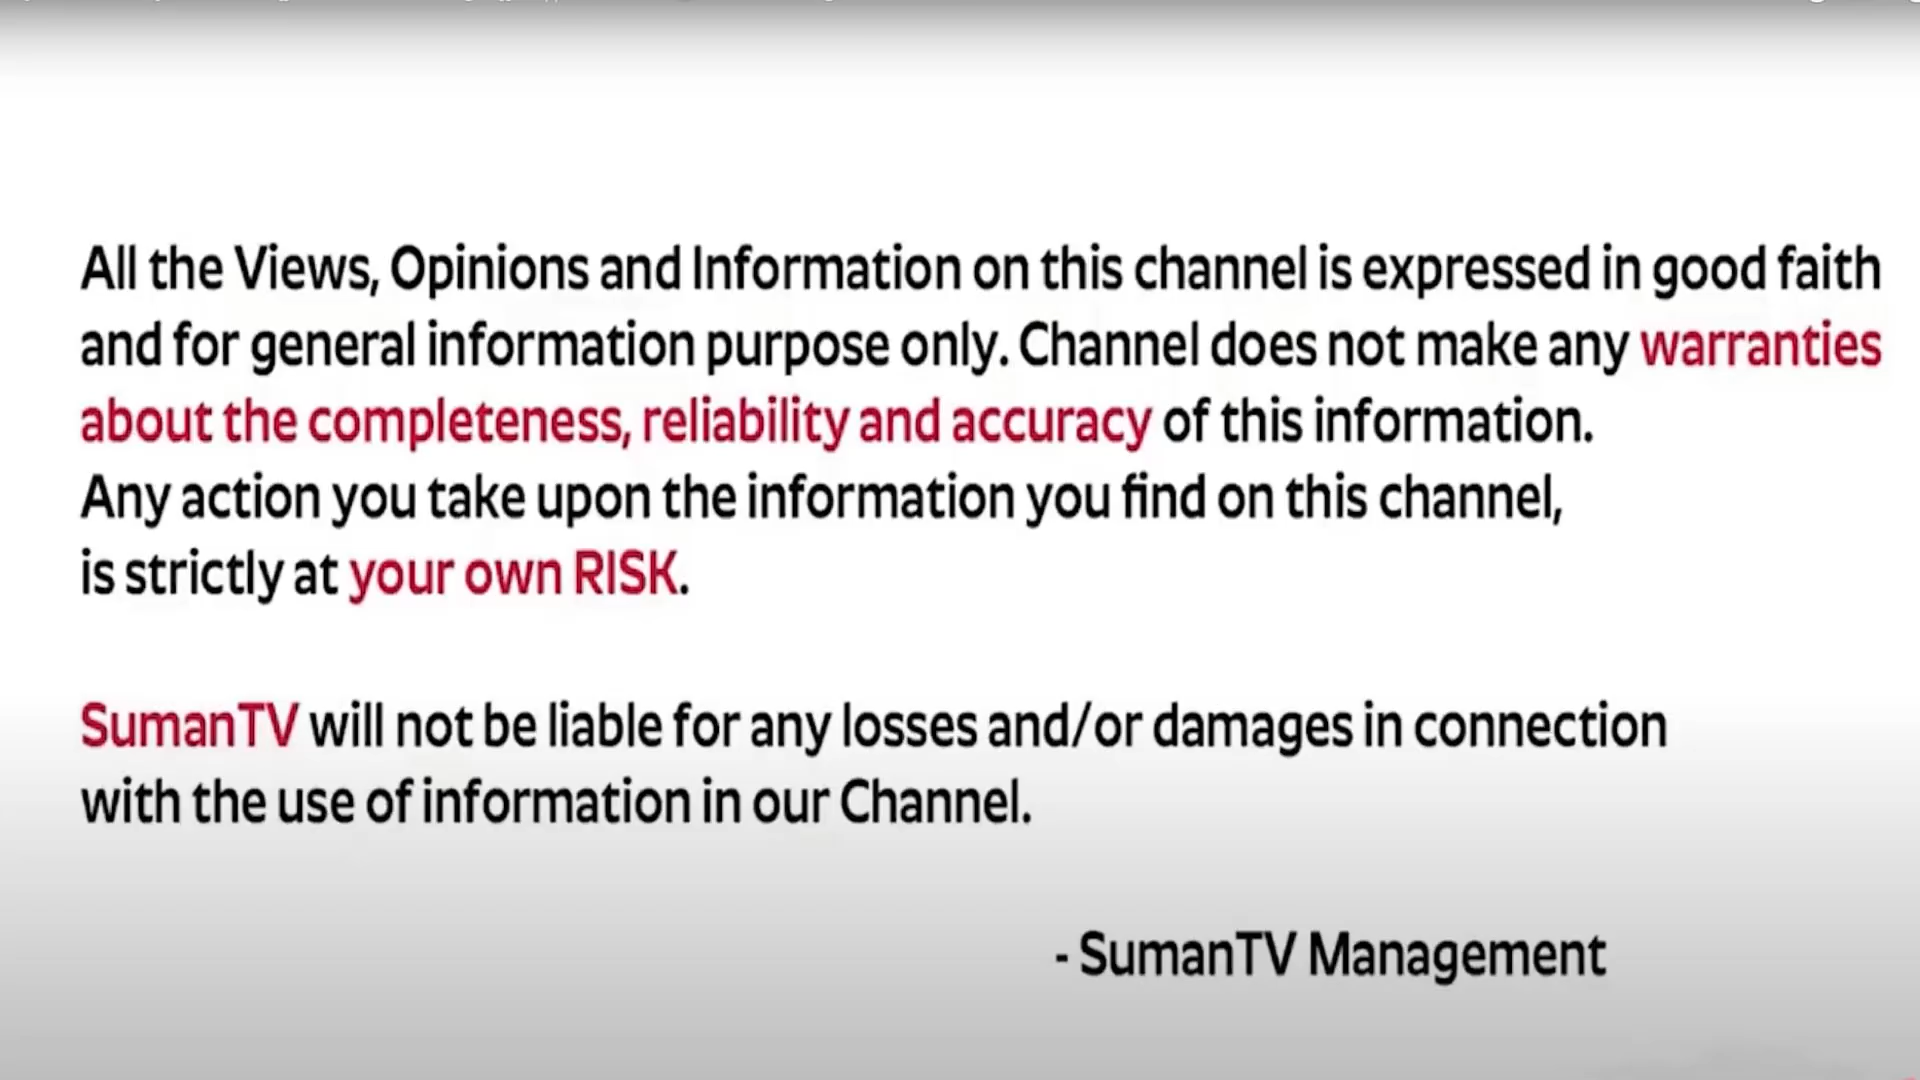 All the Views, Opinions and Information on this channel is expressed in good faith
and for general information purpose only. Channel does not make any warranties
about the completeness, reliability and accuracy of this information.
Any action you take upon the information you find on this channel,
is strictly at your own RISK.
SumanTV will not be liable for any losses and/or damages in connection
with the use of information in our Channel.
- SumanTV Management